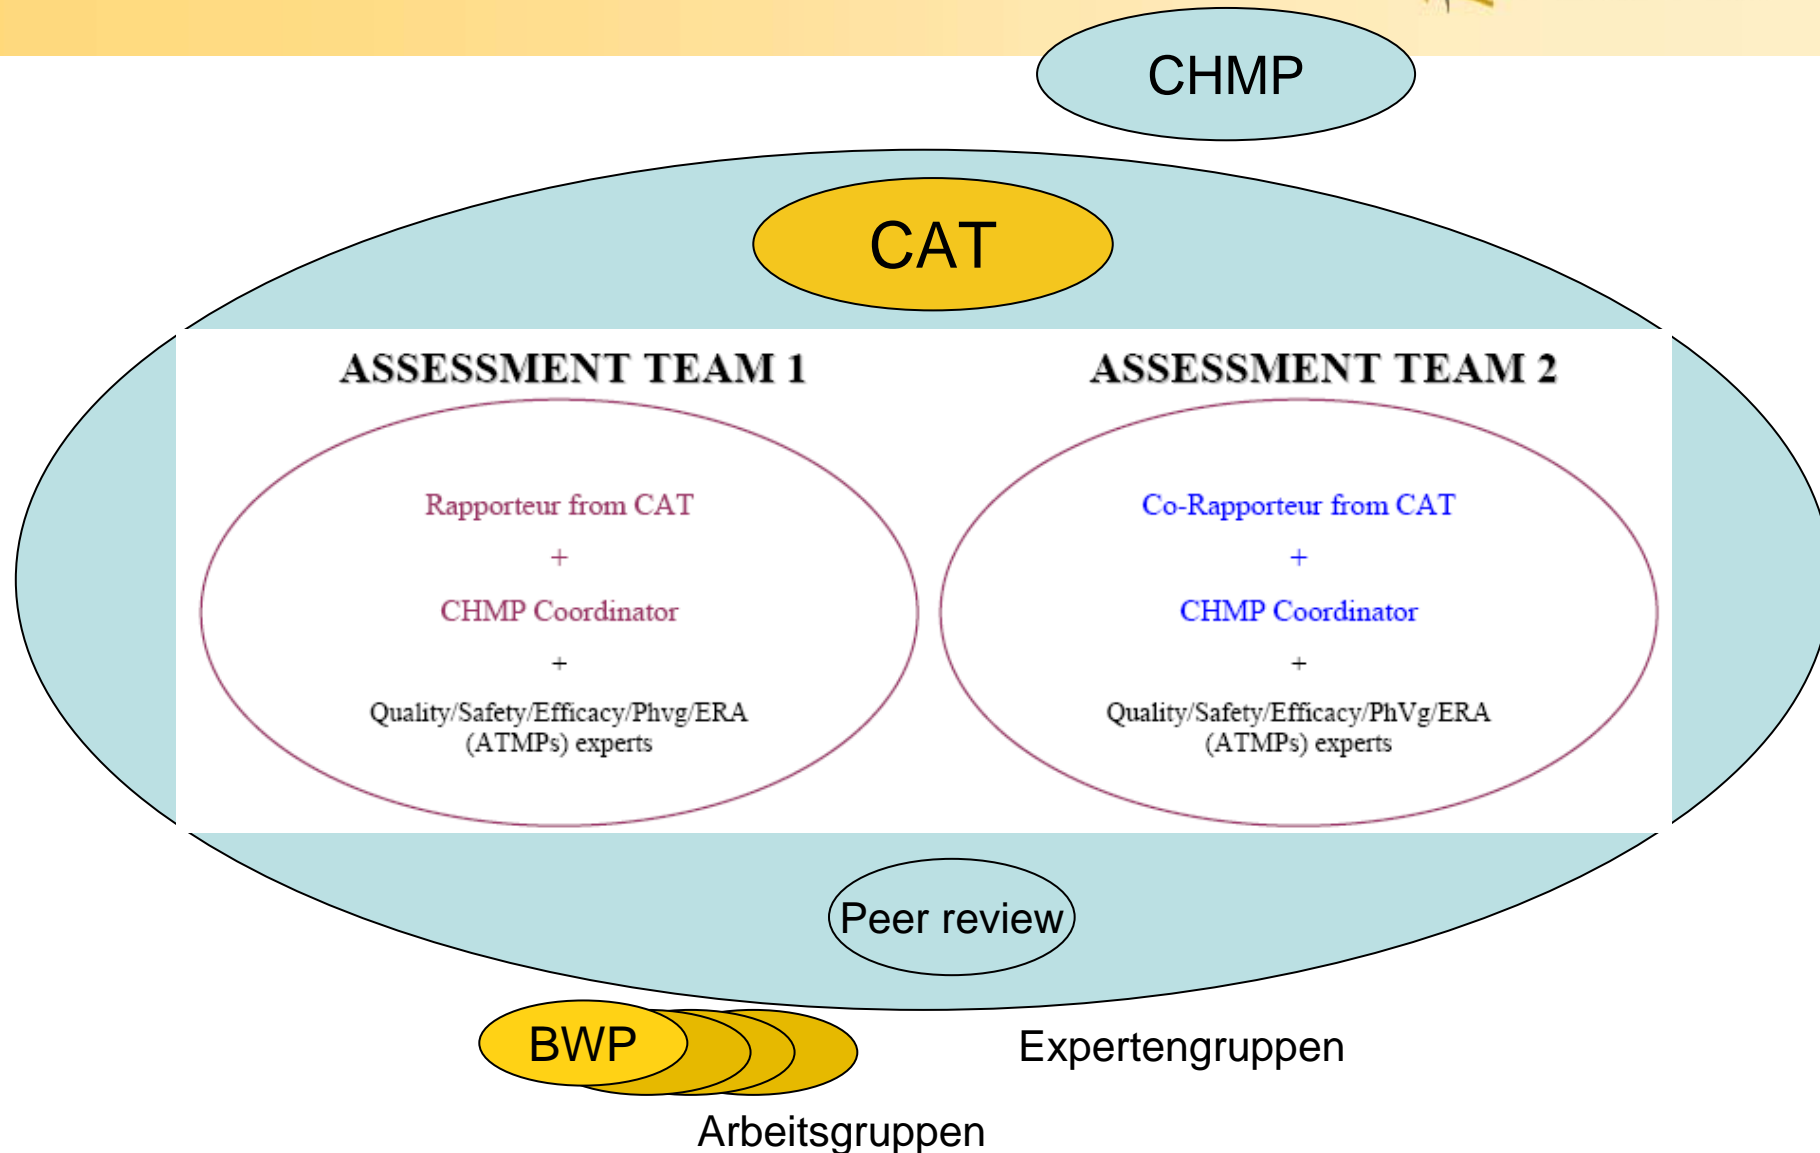 CHMP
CAT
ASSESSMENT TEAM 1
Rapporteur from CAT
+
CHMP Coordinator
+
Quality/Safety/Efficacy/Phvg/ERA
(ATMPs) experts
ASSESSMENT TEAM 2
Co-Rapporteur from CAT
+
CHMP Coordinator
+
Quality/Safety/Efficacy/PhVg/ERA
(ATMPs) experts
Peer review
BWP
Expertengruppen
Arbeitsgruppen